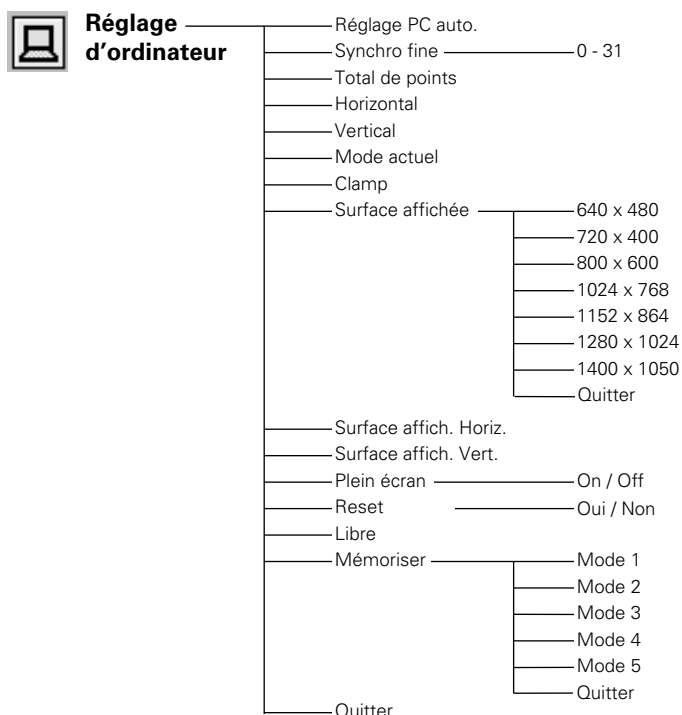 Réglage
d'ordinateur
Réglage PC auto.
Synchro fine 0 - 31
Total de points
Horizontal
Vertical
Mode actuel
Clamp
Surface affichée 640 x 480
720 x 400
800 x 600
1024 x 768
1152 x 864
1280 x 1024
1400 x 1050
Quitter
Surface affich. Horiz.
Surface affich. Vert.
Plein écran On / Off
Reset Oui / Non
Libre
Mémoriser Mode 1
Mode 2
Mode 3
Mode 4
Mode 5
Quitter
Quitter